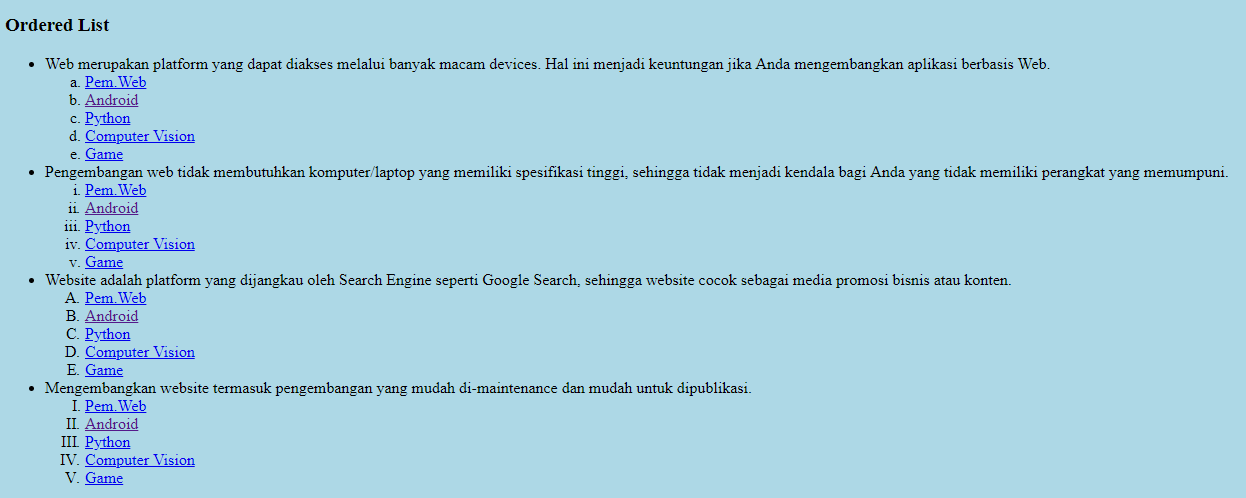 Ordered List
• Web merupakan platform yang dapat diakses melalui banyak macam devices. Hal ini menjadi keuntungan jika Anda mengembangkan aplikasi berbasis Web.
a. Pem.Web
b. Android
c. Python
d. Computer Vision
e. Game
• Pengembangan web tidak membutuhkan komputer/laptop yang memiliki spesifikasi tinggi, sehingga tidak menjadi kendala bagi Anda yang tidak memiliki perangkat yang memumpuni.
i. Pem.Web
ii. Android
iii. Python
iv. Computer Vision
v. Game
• Website adalah platform yang dijangkau oleh Search Engine seperti Google Search, sehingga website cocok sebagai media promosi bisnis atau konten.
A. Pem.Web
B. Android
C. Python
D. Computer Vision
E. Game
• Mengembangkan website termasuk pengembangan yang mudah di-maintenance dan mudah untuk dipublikasi.
I. Pem.Web
II. Android
III. Python
IV. Computer Vision
V. Game